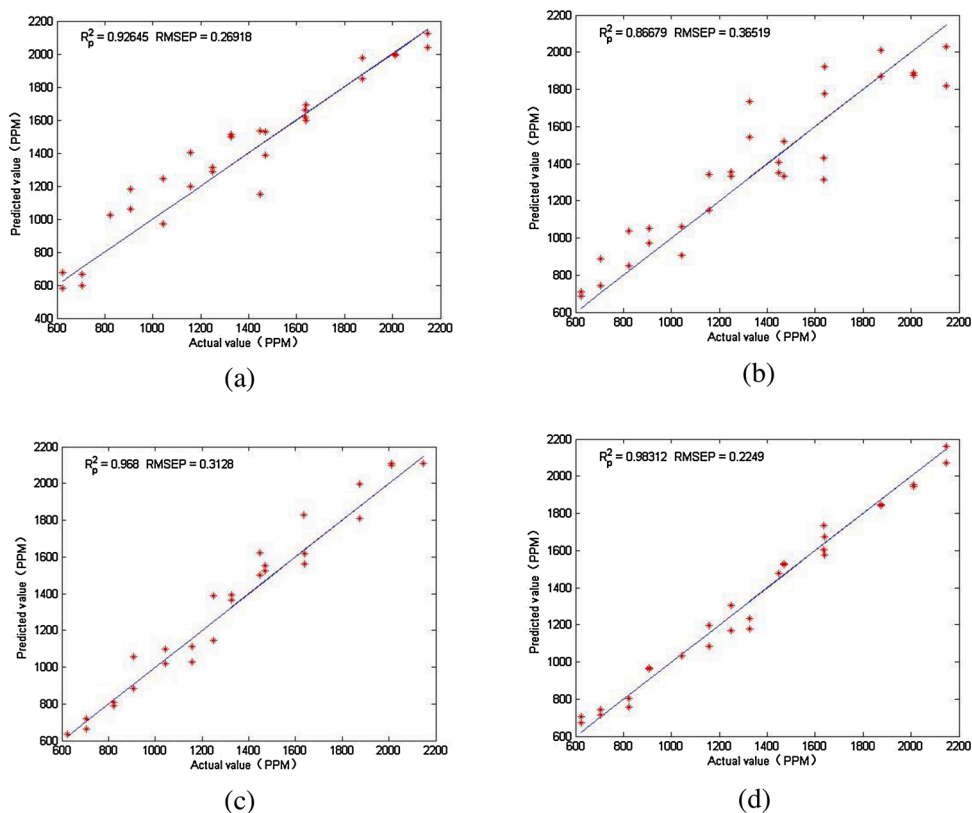 2200
2000
1800
1600
1400
1200
1000
800
600
400
Predicted value (PPM)
R²p = 0.92645 RMSEP = 0.26918
600 800 1000 1200 1400 1600 1800 2000 2200
Actual value (PPM)
(a)
2200
2000
1800
1600
1400
1200
1000
800
600
Predicted value (PPM)
R²p = 0.86679 RMSEP = 0.36519
600 800 1000 1200 1400 1600 1800 2000 2200
Actual value (PPM)
(b)
2200
2000
1800
1600
1400
1200
1000
800
600
Predicted value (PPM)
R²p = 0.968 RMSEP = 0.3128
600 800 1000 1200 1400 1600 1800 2000 2200
Actual value (PPM)
(c)
2200
2000
1800
1600
1400
1200
1000
800
600
Predicted value (PPM)
R²p = 0.98312 RMSEP = 0.2249
600 800 1000 1200 1400 1600 1800 2000 2200
Actual value (PPM)
(d)